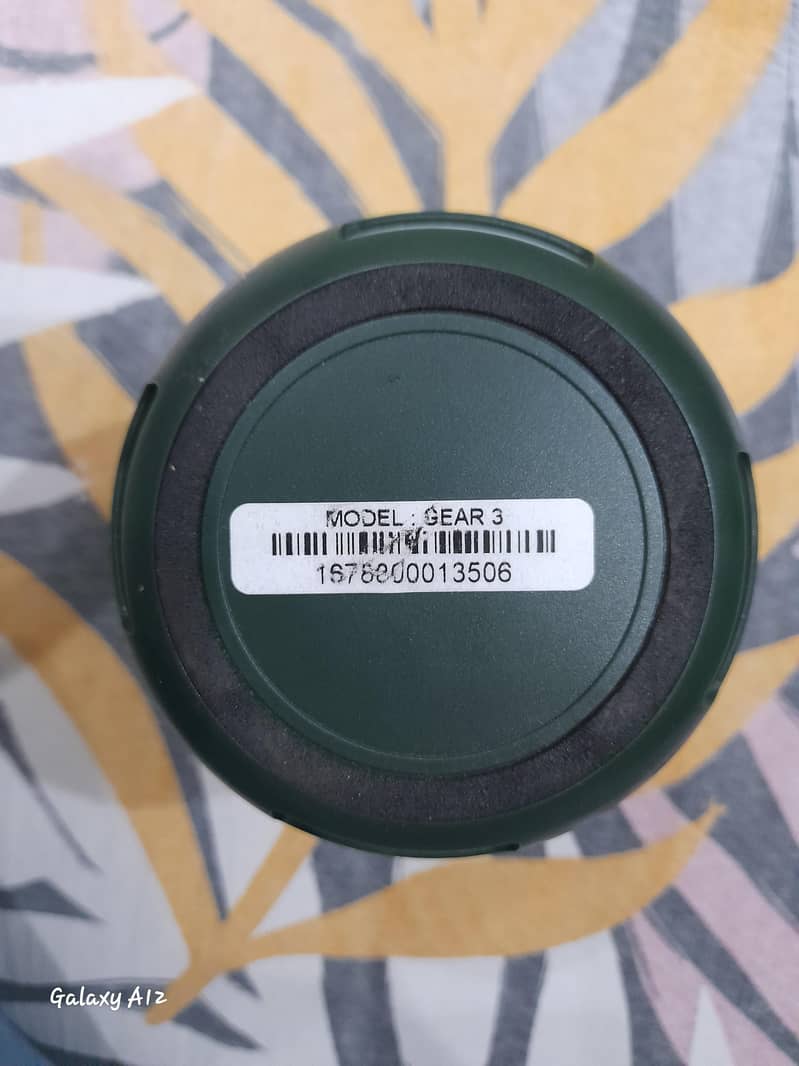 MODEL : GEAR 3
1678800013506
Galaxy A12